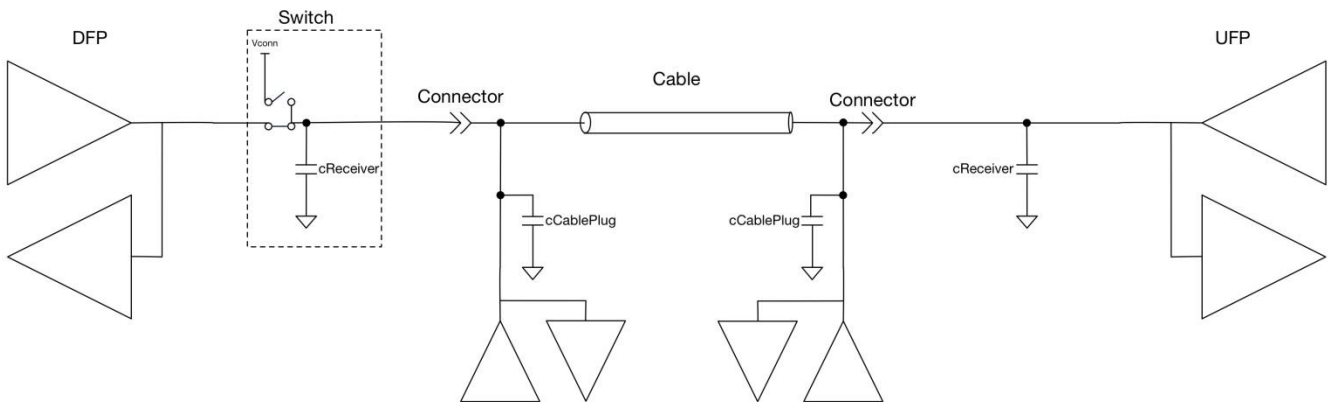 Switch
DFP
UFP
Vconn
Cable
Connector
Connector
cReceiver
cReceiver
cCablePlug
cCablePlug